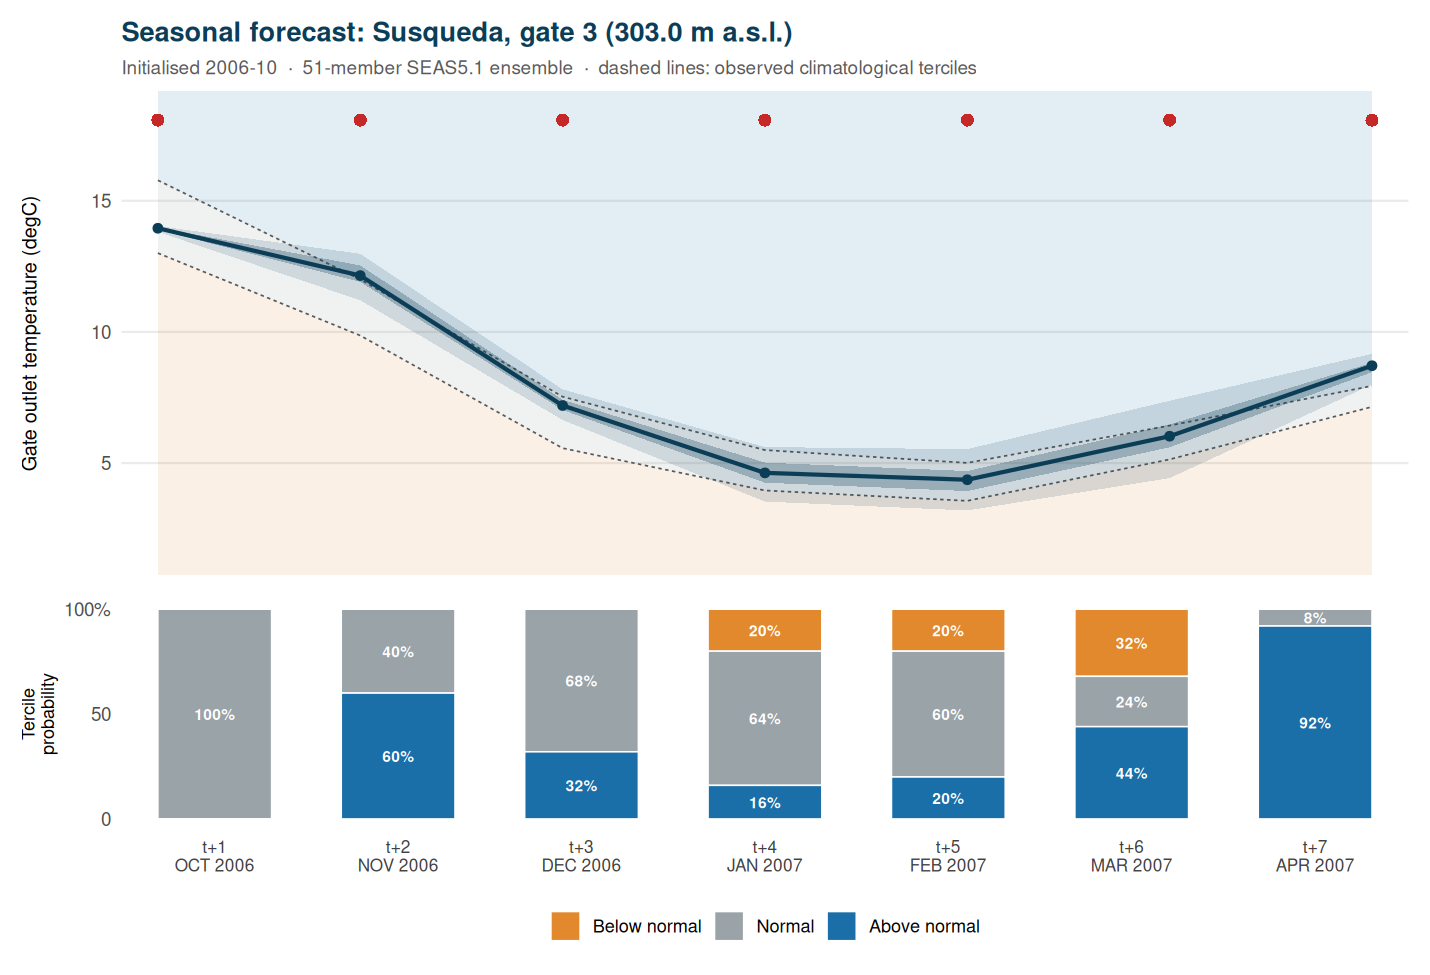 Seasonal forecast: Susqueda, gate 3 (303.0 m a.s.l.)
Initialised 2006-10 · 51-member SEAS5.1 ensemble · dashed lines: observed climatological terciles
Gate outlet temperature (degC)
15
10
5
Tercile
probability
100%
50
0
100%
40%
60%
68%
32%
20%
64%
16%
20%
60%
20%
32%
24%
44%
8%
92%
t+1
OCT 2006
t+2
NOV 2006
t+3
DEC 2006
t+4
JAN 2007
t+5
FEB 2007
t+6
MAR 2007
t+7
APR 2007
Below normal
Normal
Above normal